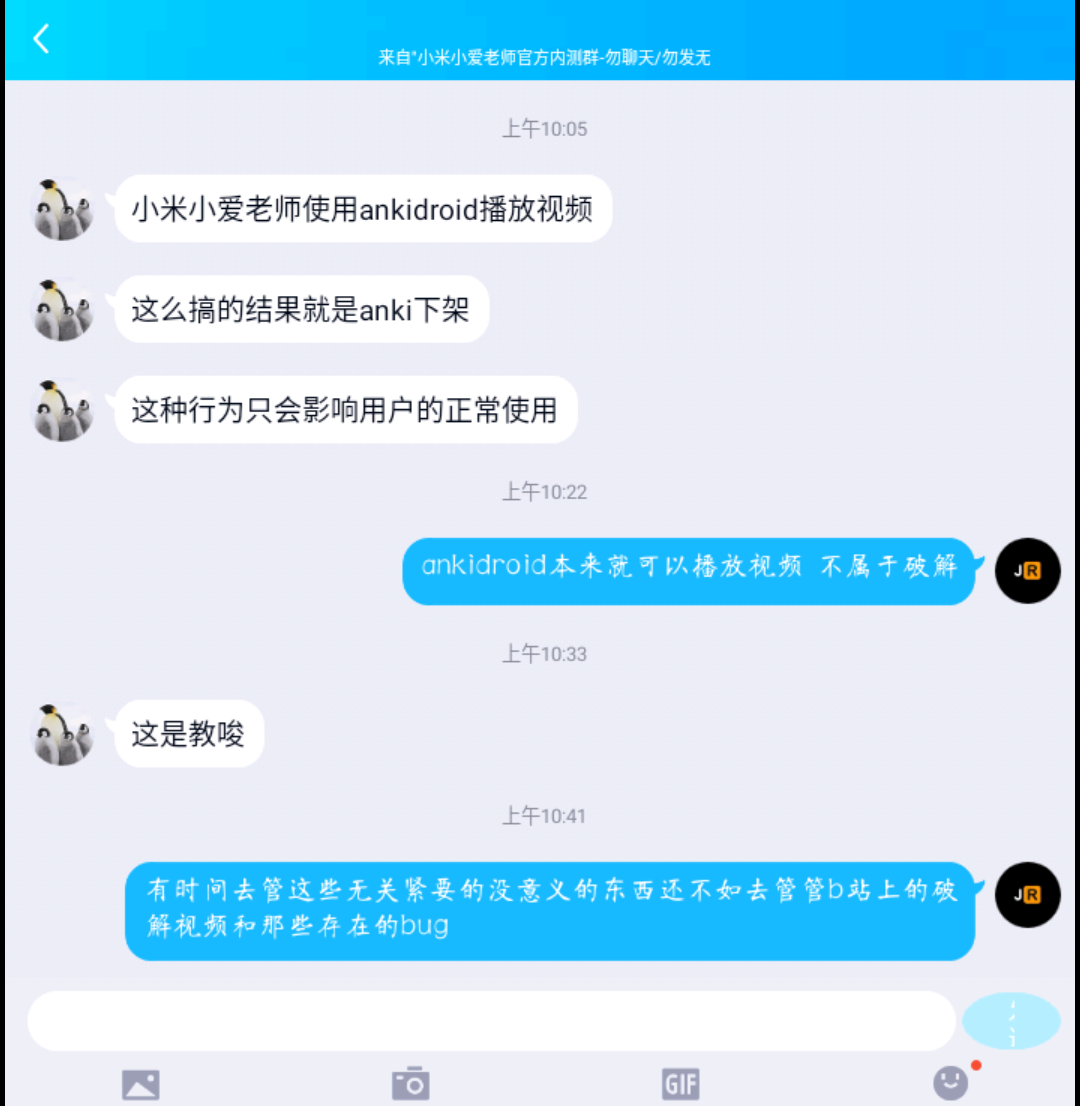 来自"小米小爱老师官方内测群-勿聊天/勿发无
上午10:05
小米小爱老师使用ankidroid播放视频
这么搞的结果就是anki下架
这种行为只会影响用户的正常使用
上午10:22
ankidroid本来就可以播放视频 不属于破解
JR
上午10:33
这是教唆
上午10:41
有时间去管这些无关紧要的没意义的东西还不如去管管b站上的破
解视频和那些存在的bug
JR
GIF